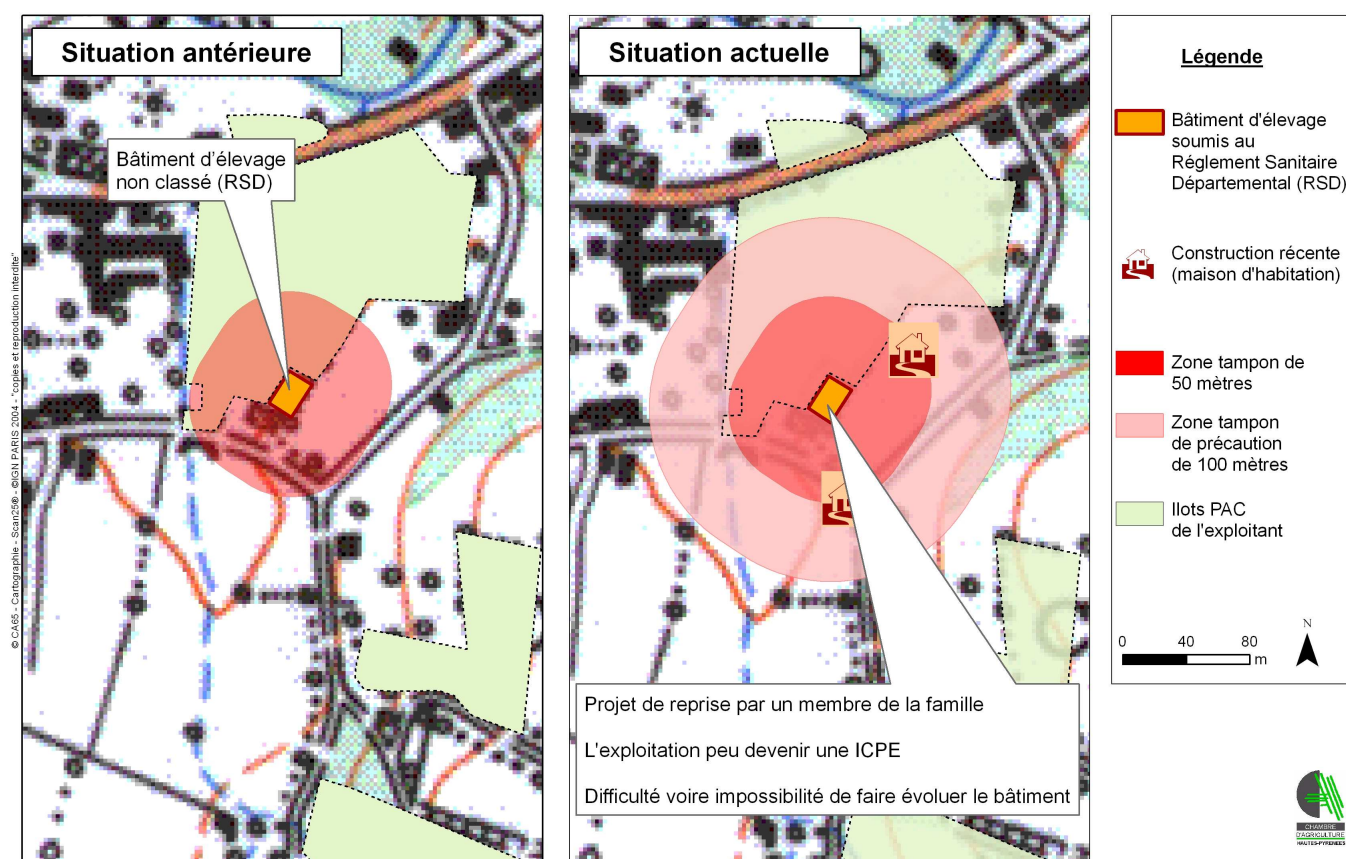 Situation antérieure
Bâtiment d'élevage
non classé (RSD)
© CA65 - Cartographie - Scan25® - ©IGN PARIS 2004 - "copies et reproduction interdite"
Situation actuelle
Projet de reprise par un membre de la famille
L'exploitation peu devenir une ICPE
Difficulté voire impossibilité de faire évoluer le bâtiment
Légende
Bâtiment d'élevage
soumis au
Réglement Sanitaire
Départemental (RSD)
Construction récente
(maison d'habitation)
Zone tampon de
50 mètres
Zone tampon
de précaution
de 100 mètres
Ilots PAC
de l'exploitant
N
0 40 80
m
CHAMBRE
D'AGRICULTURE
HAUTES-PYRENEES